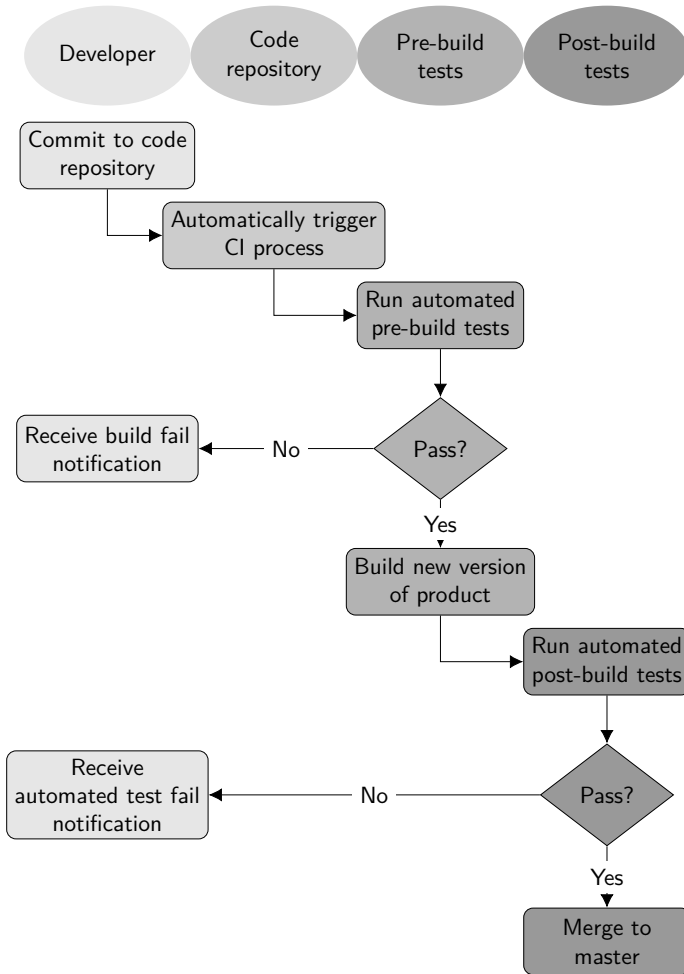 Developer
Code
repository
Pre-build
tests
Post-build
tests
Commit to code
repository
Automatically trigger
CI process
Run automated
pre-build tests
Receive build fail
notification
No
Pass?
Yes
Build new version
of product
Run automated
post-build tests
Receive
automated test fail
notification
No
Pass?
Yes
Merge to
master